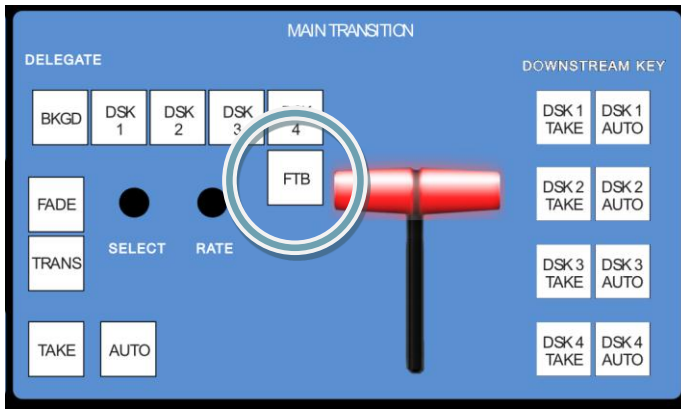 MAIN TRANSITION
DELEGATE
DOWNSTREAM KEY
BKGD
DSK
1
DSK
2
DSK
3
4
FTB
FADE
TRANS
SELECT
RATE
TAKE
AUTO
DSK 1
TAKE
DSK 1
AUTO
DSK 2
TAKE
DSK 2
AUTO
DSK 3
TAKE
DSK 3
AUTO
DSK 4
TAKE
DSK 4
AUTO